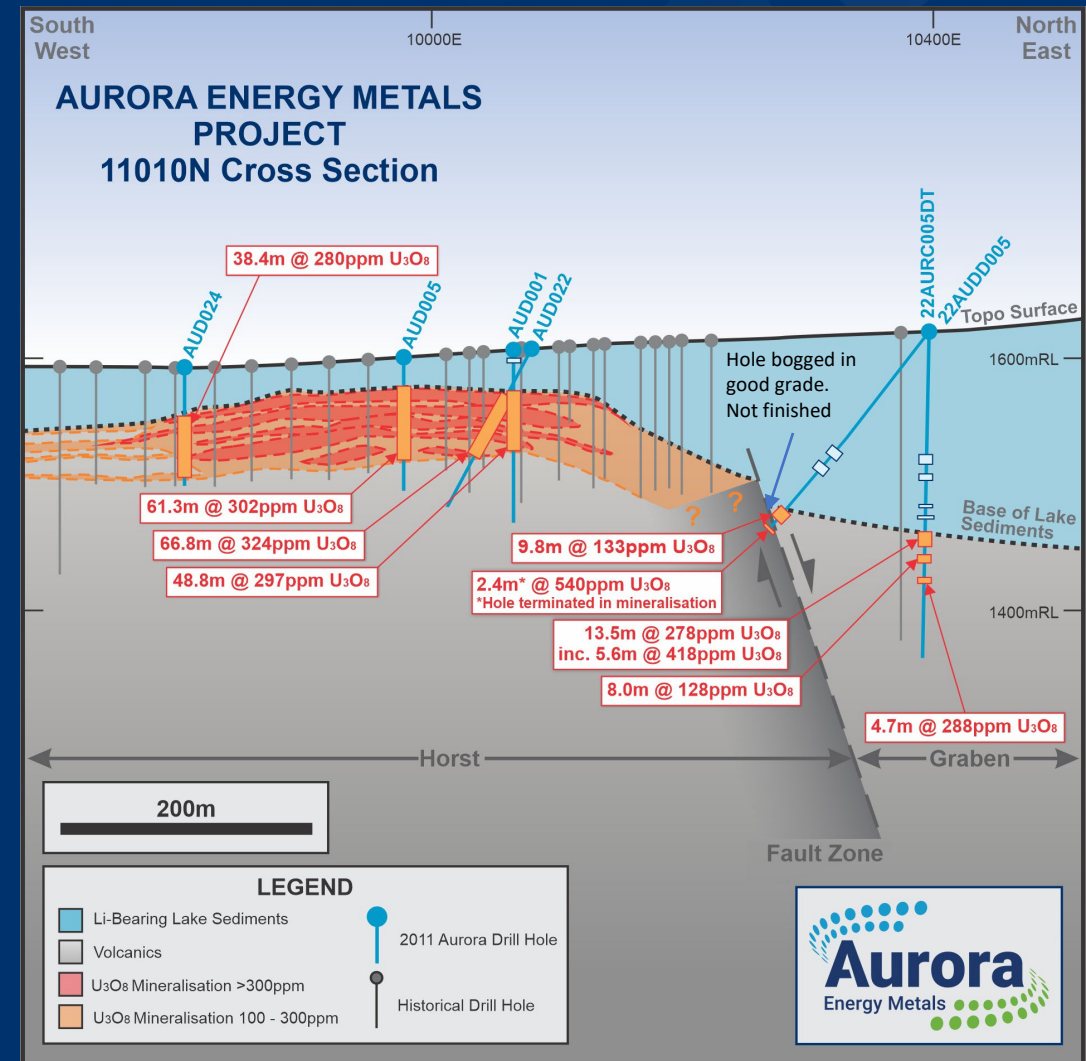 South
West
10000E
10400E
North
East
AURORA ENERGY METALS
PROJECT
11010N Cross Section
38.4m @ 280ppm U₃O₈
AUD024
AUD005
AUD001
AUD022
22AURC005DT
22AUDD005
Topo Surface
1600mRL
Hole bogged in
good grade.
Not finished
61.3m @ 302ppm U₃O₈
66.8m @ 324ppm U₃O₈
48.8m @ 297ppm U₃O₈
?
?
Base of Lake
Sediments
9.8m @ 133ppm U₃O₈
2.4m* @ 540ppm U₃O₈
*Hole terminated in mineralisation
1400mRL
13.5m @ 278ppm U₃O₈
inc. 5.6m @ 418ppm U₃O₈
8.0m @ 128ppm U₃O₈
4.7m @ 288ppm U₃O₈
Horst
Graben
200m
Fault Zone
LEGEND
Li-Bearing Lake Sediments
Volcanics
U₃O₈ Mineralisation >300ppm
U₃O₈ Mineralisation 100 - 300ppm
2011 Aurora Drill Hole
Historical Drill Hole
Aurora
Energy Metals